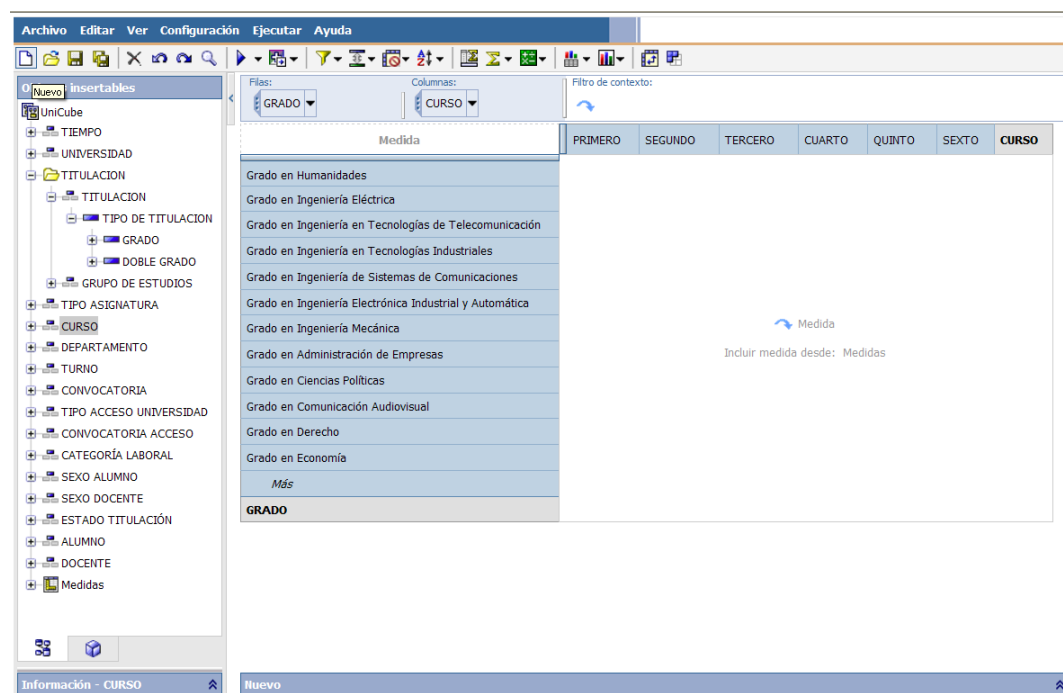 Archivo Editar Ver Configuración Ejecutar Ayuda
insertables
Nuevo
UniCube
TIEMPO
UNIVERSIDAD
TITULACION
TITULACION
TIPO DE TITULACION
GRADO
DOBLE GRADO
GRUPO DE ESTUDIOS
TIPO ASIGNATURA
CURSO
DEPARTAMENTO
TURNO
CONVOCATORIA
TIPO ACCESO UNIVERSIDAD
CONVOCATORIA ACCESO
CATEGORÍA LABORAL
SEXO ALUMNO
SEXO DOCENTE
ESTADO TITULACIÓN
ALUMNO
DOCENTE
Medidas
Información - CURSO
Filas: Columnas: Filtro de contexto:
GRADO CURSO
Medida PRIMERO SEGUNDO TERCERO CUARTO QUINTO SEXTO CURSO
Grado en Humanidades
Grado en Ingeniería Eléctrica
Grado en Ingeniería en Tecnologías de Telecomunicación
Grado en Ingeniería en Tecnologías Industriales
Grado en Ingeniería de Sistemas de Comunicaciones
Grado en Ingeniería Electrónica Industrial y Automática
Grado en Ingeniería Mecánica
Grado en Administración de Empresas
Grado en Ciencias Políticas
Grado en Comunicación Audiovisual
Grado en Derecho
Grado en Economía
Más
GRADO
Medida
Incluir medida desde: Medidas
Nuevo